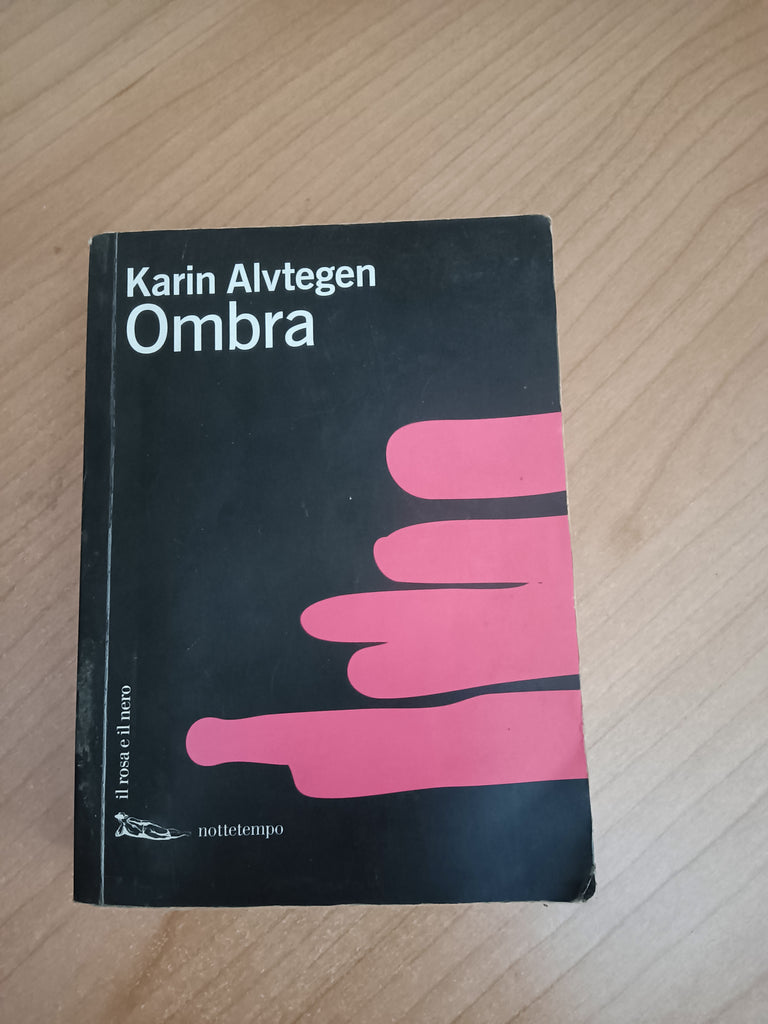 Karin Alvtegen
Ombra
il rosa e il nero
nottetempo